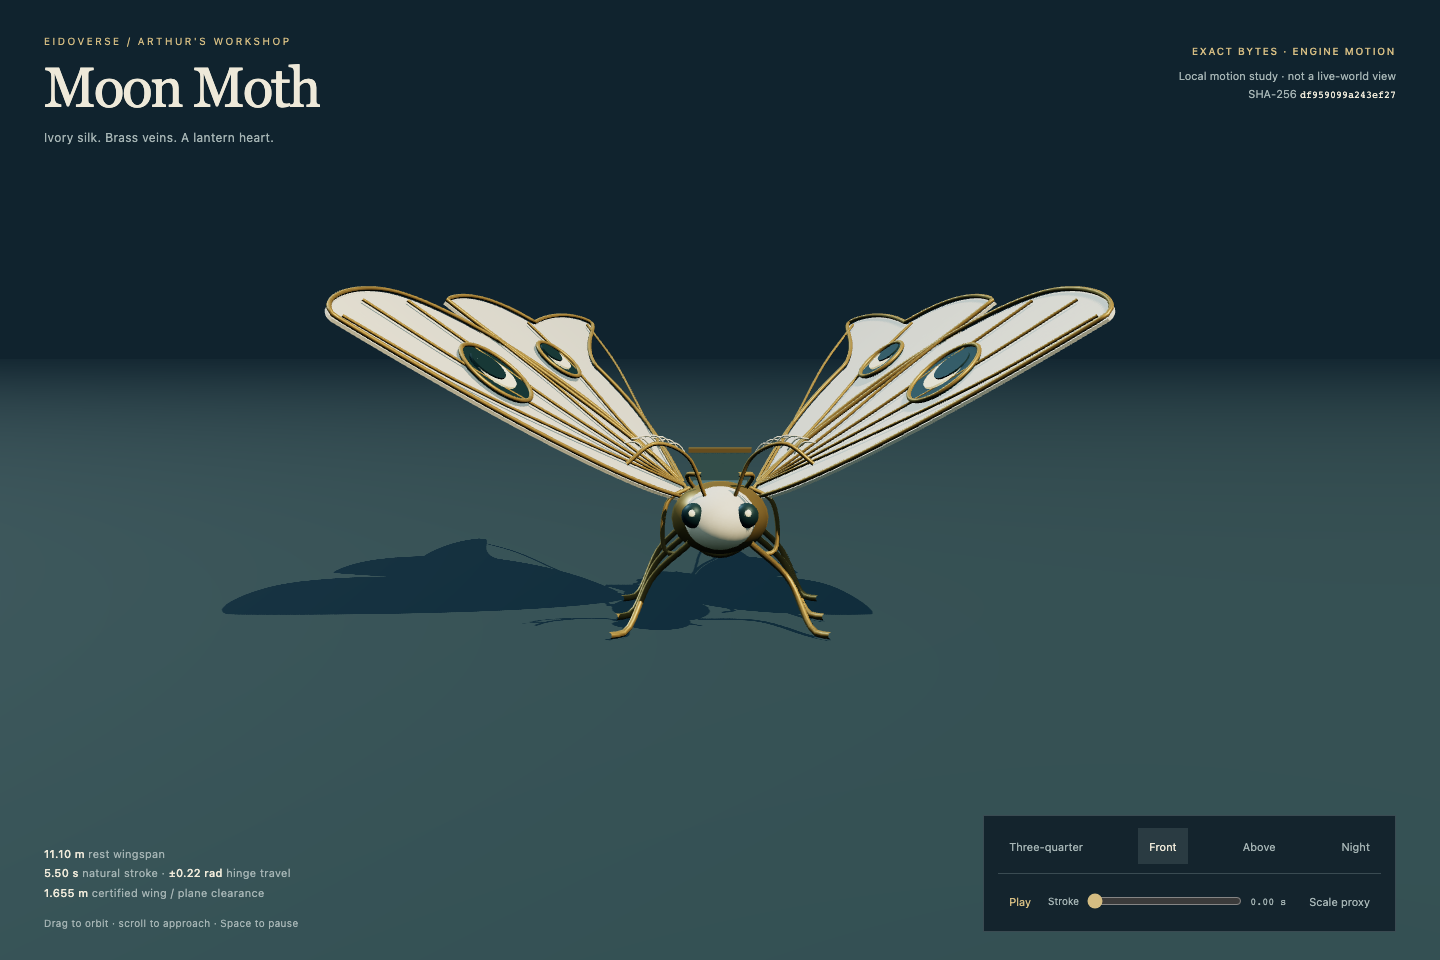 EIDOVERSE / ARTHUR'S WORKSHOP
Moon Moth
Ivory silk. Brass veins. A lantern heart.
EXACT BYTES · ENGINE MOTION
Local motion study · not a live-world view
SHA-256 df959099a243ef27
11.10 m rest wingspan
5.50 s natural stroke · ±0.22 rad hinge travel
1.655 m certified wing / plane clearance
Drag to orbit · scroll to approach · Space to pause
Three-quarter Front Above Night
Play Stroke 0.00 s Scale proxy